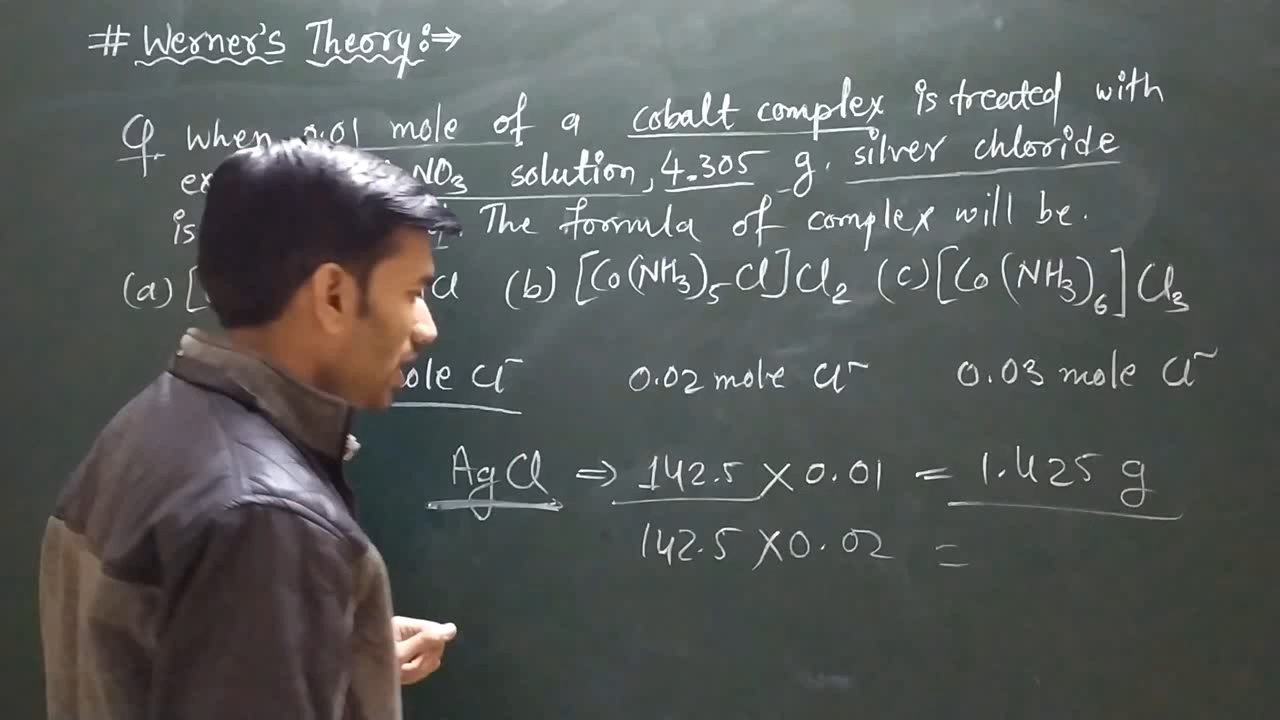 # Werner's Theory:⇒
Q. when 0.01 mole of a cobalt complex is treated with
NO3 solution, 4.305 g. silver chloride
is The formula of complex will be.
(a) [ Cl (b) [Co(NH3)5Cl]Cl2 (c) [Co(NH3)6]Cl3
Cl⁻ 0.02 mole Cl⁻ 0.03 mole Cl⁻
AgCl ⇒ 142.5 × 0.01 = 1.425 g
142.5 × 0.02 =